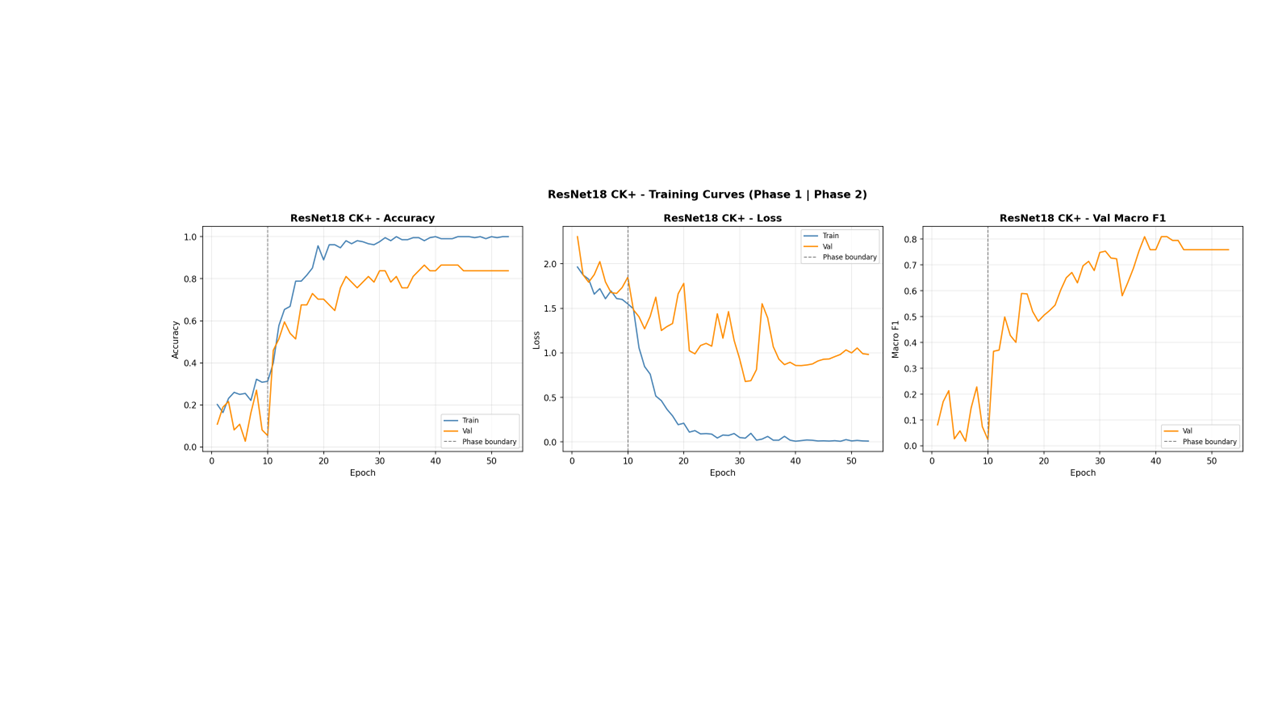 ResNet18 CK+ - Training Curves (Phase 1 | Phase 2)
ResNet18 CK+ - Accuracy
Accuracy
1.0
0.8
0.6
0.4
0.2
0.0
0 10 20 30 40 50
Epoch
Train
Val
Phase boundary
ResNet18 CK+ - Loss
Loss
2.0
1.5
1.0
0.5
0.0
0 10 20 30 40 50
Epoch
Train
Val
Phase boundary
ResNet18 CK+ - Val Macro F1
Macro F1
0.8
0.7
0.6
0.5
0.4
0.3
0.2
0.1
0.0
0 10 20 30 40 50
Epoch
Val
Phase boundary